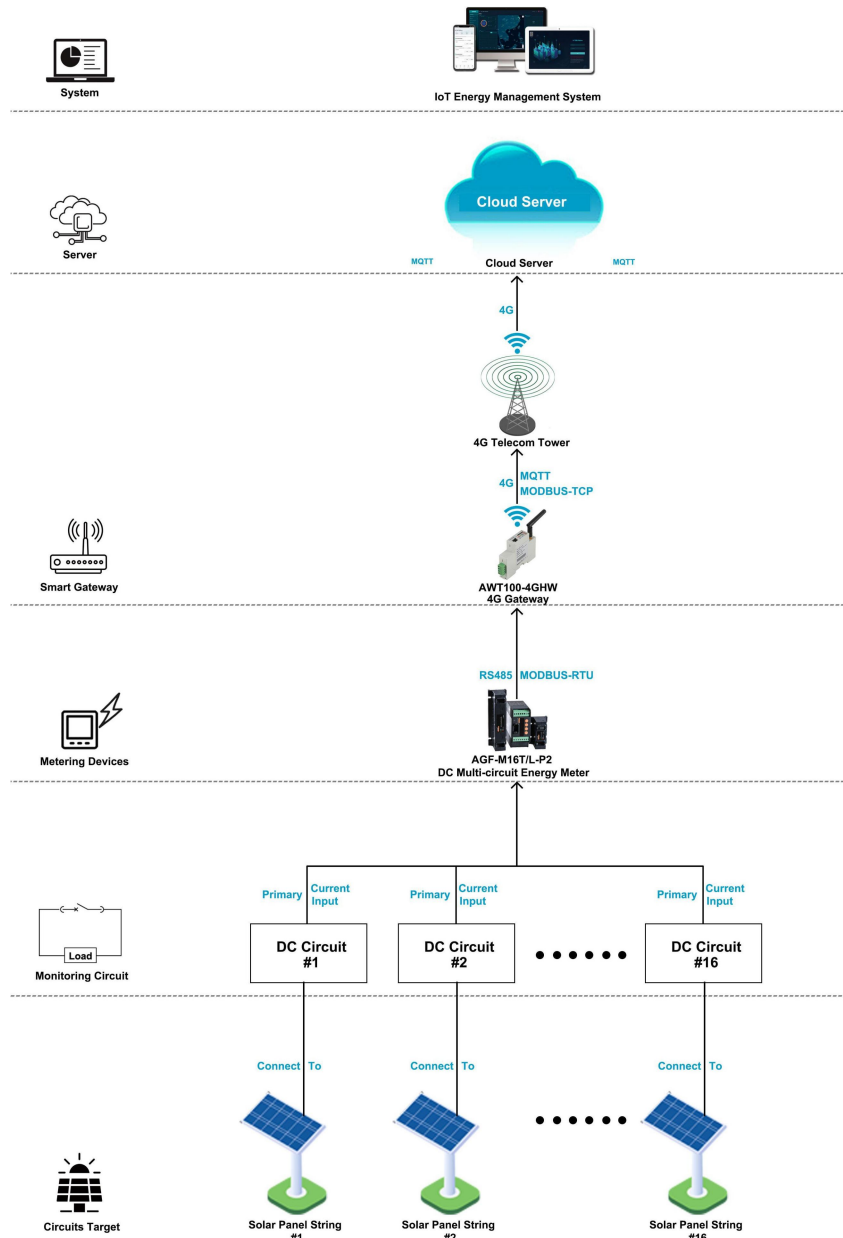 System
IoT Energy Management System
Cloud Server
Server
MQTT
Cloud Server
MQTT
4G
4G Telecom Tower
4G
MQTT
MODBUS-TCP
Smart Gateway
AWT100-4GHW
4G Gateway
RS485
MODBUS-RTU
Metering Devices
AGF-M16T/L-P2
DC Multi-circuit Energy Meter
Primary
Current
Input
Primary
Current
Input
Primary
Current
Input
Load
DC Circuit
#1
DC Circuit
#2
DC Circuit
#16
Monitoring Circuit
Connect To
Connect To
Connect To
Circuits Target
Solar Panel String
#1
Solar Panel String
#2
Solar Panel String
#16